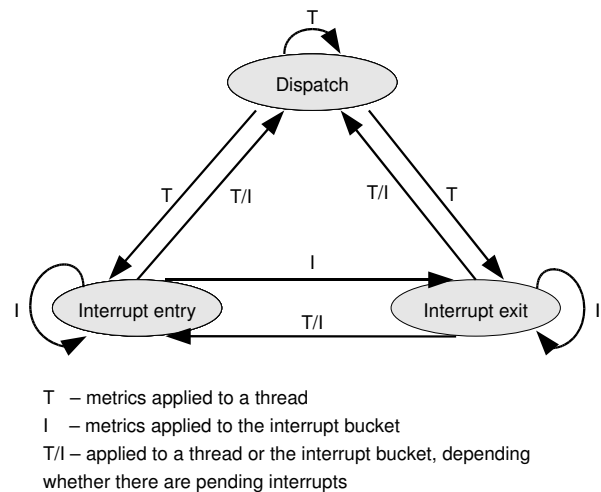 T
Dispatch
T
T/I
T/I
T
I
I
Interrupt entry
Interrupt exit
I
T/I
T – metrics applied to a thread
I – metrics applied to the interrupt bucket
T/I – applied to a thread or the interrupt bucket, depending
whether there are pending interrupts